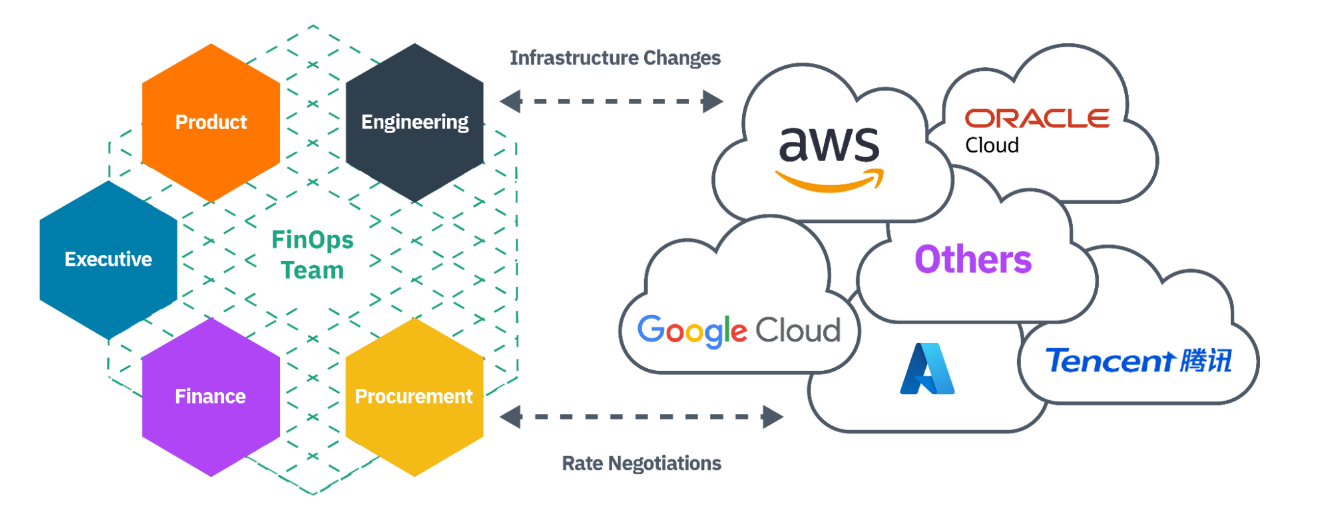 Infrastructure Changes
Product
Engineering
aws
ORACLE
Cloud
Executive
FinOps
Team
Others
Google Cloud
Tencent 腾讯
Finance
Procurement
Rate Negotiations